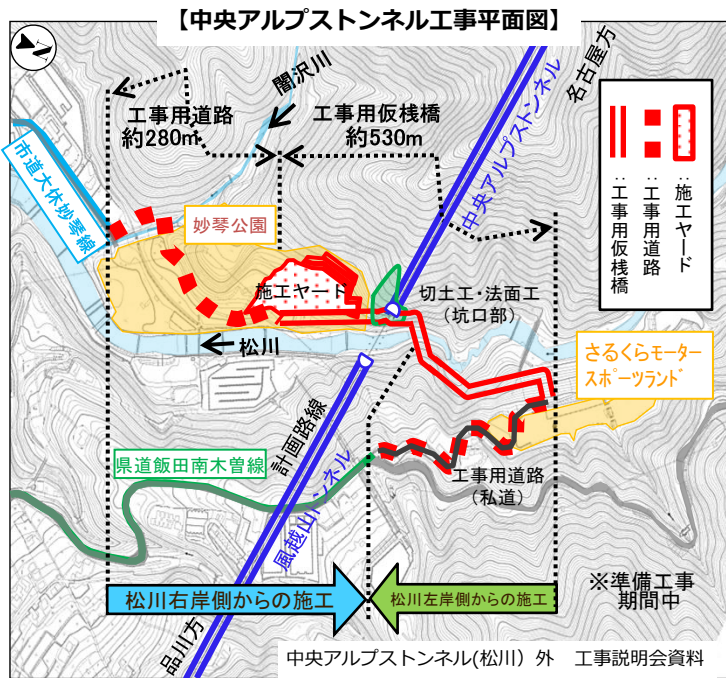 【中央アルプストンネル工事平面図】
闇沢川
名古屋方
工事用道路
約280m
工事用仮桟橋
約530m
中央アルプストンネル
市道大休妙琴線
妙琴公園
施工ヤード
切土工・法面工
(坑口部)
松川
：工事用仮桟橋
：工事用道路
：施工ヤード
さるくらモーター
スポーツランド
計画路線
風越山トンネル
県道飯田南木曽線
工事用道路
(私道)
松川右岸側からの施工
松川左岸側からの施工
※準備工事
期間中
品川方
中央アルプストンネル(松川）外　工事説明会資料